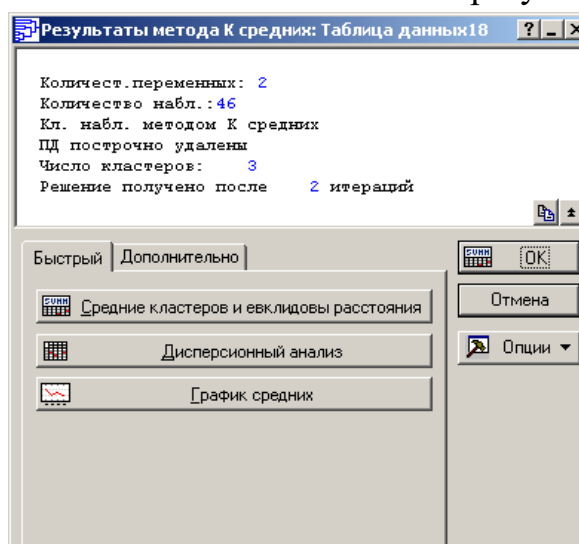 Результаты метода К средних: Таблица данных18
Количест.переменных: 2
Количество набл.:46
Кл. набл. методом К средних
ПД построчно удалены
Число кластеров: 3
Решение получено после 2 итераций
Быстрый Дополнительно
SUMM OK
SUMM Средние кластеров и евклидовы расстояния
Отмена
Дисперсионный анализ
Опции
График средних